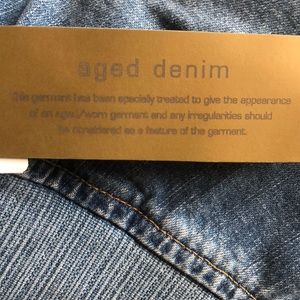 aged denim
This garment has been specially treated to give the appearance
of an aged/worn garment and any irregularities should
be considered as a feature of the garment.